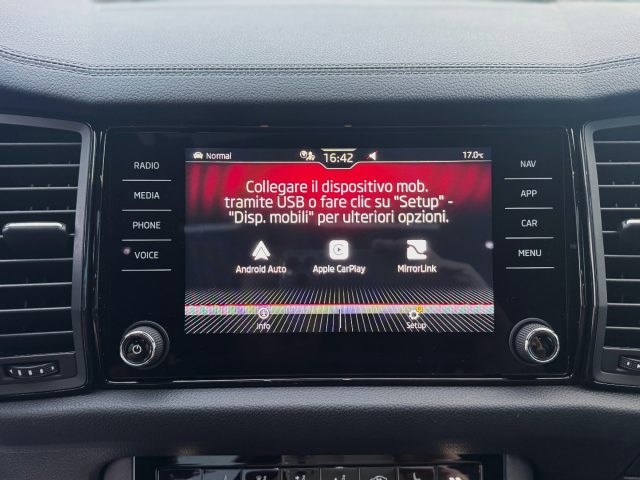 Normal
16:42
17.0°C
RADIO
MEDIA
PHONE
VOICE
Collegare il dispositivo mob.
tramite USB o fare clic su "Setup" -
"Disp. mobili" per ulteriori opzioni.
Android Auto
Apple CarPlay
MirrorLink
Info
Setup
NAV
APP
CAR
MENU